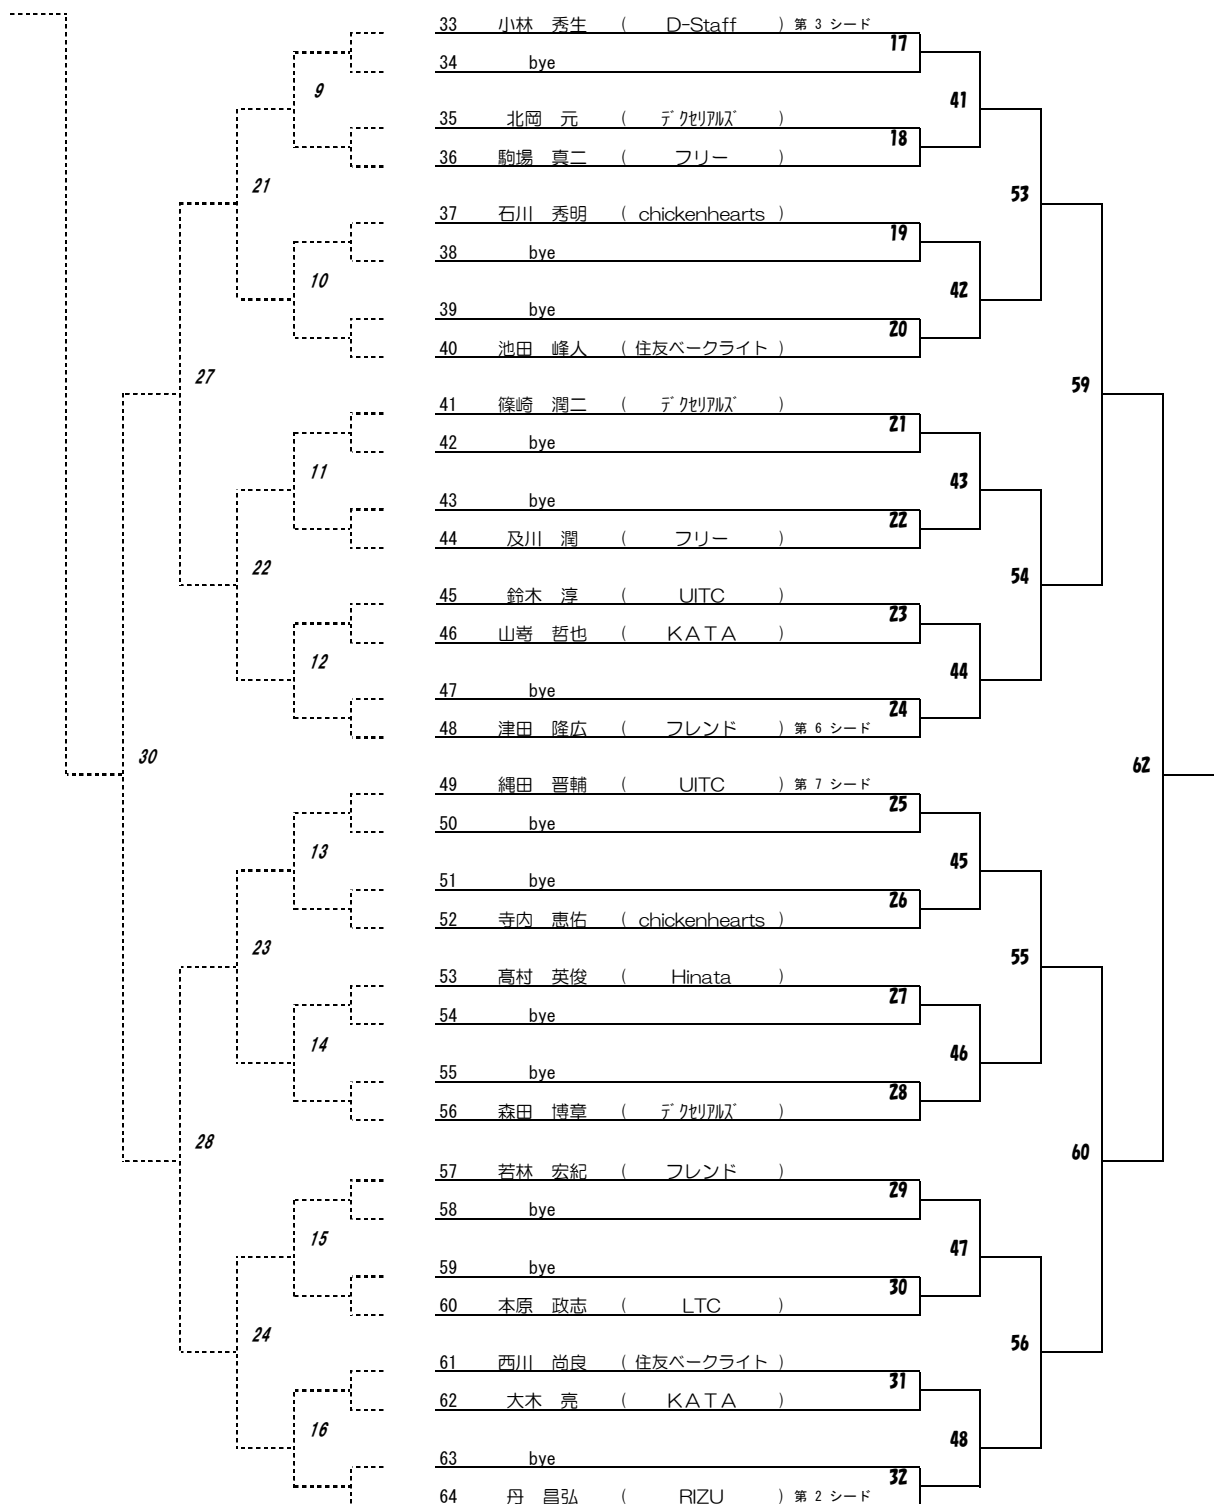 33 小林 秀生 ( D-Staff ) 第 3 シード
17
34 bye
9
41
35 北岡 元 ( ﾃﾞｸｾﾘｱﾙｽﾞ )
18
36 駒場 真二 ( フリー )
21
53
37 石川 秀明 ( chickenhearts )
19
38 bye
10
42
39 bye
20
40 池田 峰人 ( 住友ベークライト )
27
59
41 篠崎 潤二 ( ﾃﾞｸｾﾘｱﾙｽﾞ )
21
42 bye
11
43
43 bye
22
44 及川 潤 ( フリー )
22
54
45 鈴木 淳 ( UITC )
23
46 山嵜 哲也 ( ＫＡＴＡ )
12
44
47 bye
24
48 津田 隆広 ( フレンド ) 第 6 シード
30
62
49 縄田 晋輔 ( UITC ) 第 7 シード
25
50 bye
13
45
51 bye
26
52 寺内 恵佑 ( chickenhearts )
23
55
53 髙村 英俊 ( Hinata )
27
54 bye
14
46
55 bye
28
56 森田 博章 ( ﾃﾞｸｾﾘｱﾙｽﾞ )
28
60
57 若林 宏紀 ( フレンド )
29
58 bye
15
47
59 bye
30
60 本原 政志 ( LTC )
24
56
61 西川 尚良 ( 住友ベークライト )
31
62 大木 亮 ( ＫＡＴＡ )
16
48
63 bye
32
64 丹 昌弘 ( RIZU ) 第 2 シード